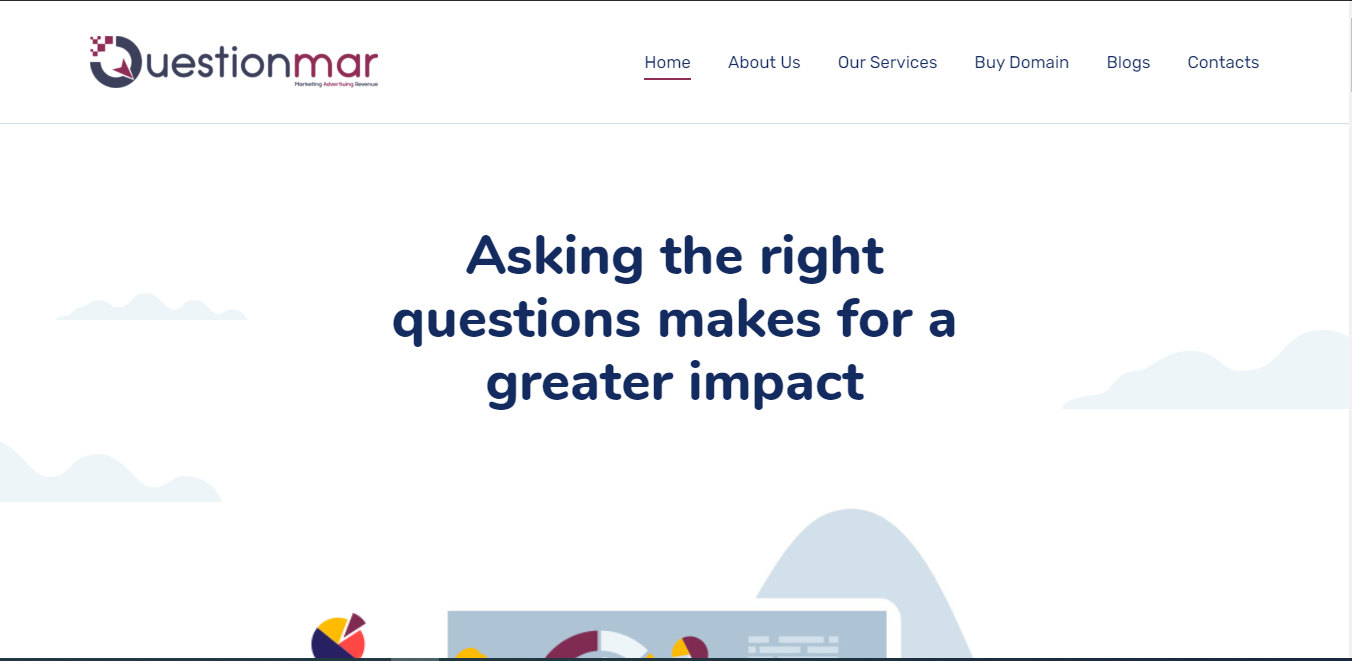 Questionmar
Marketing Advertising Revenue
Home About Us Our Services Buy Domain Blogs Contacts
Asking the right
questions makes for a
greater impact